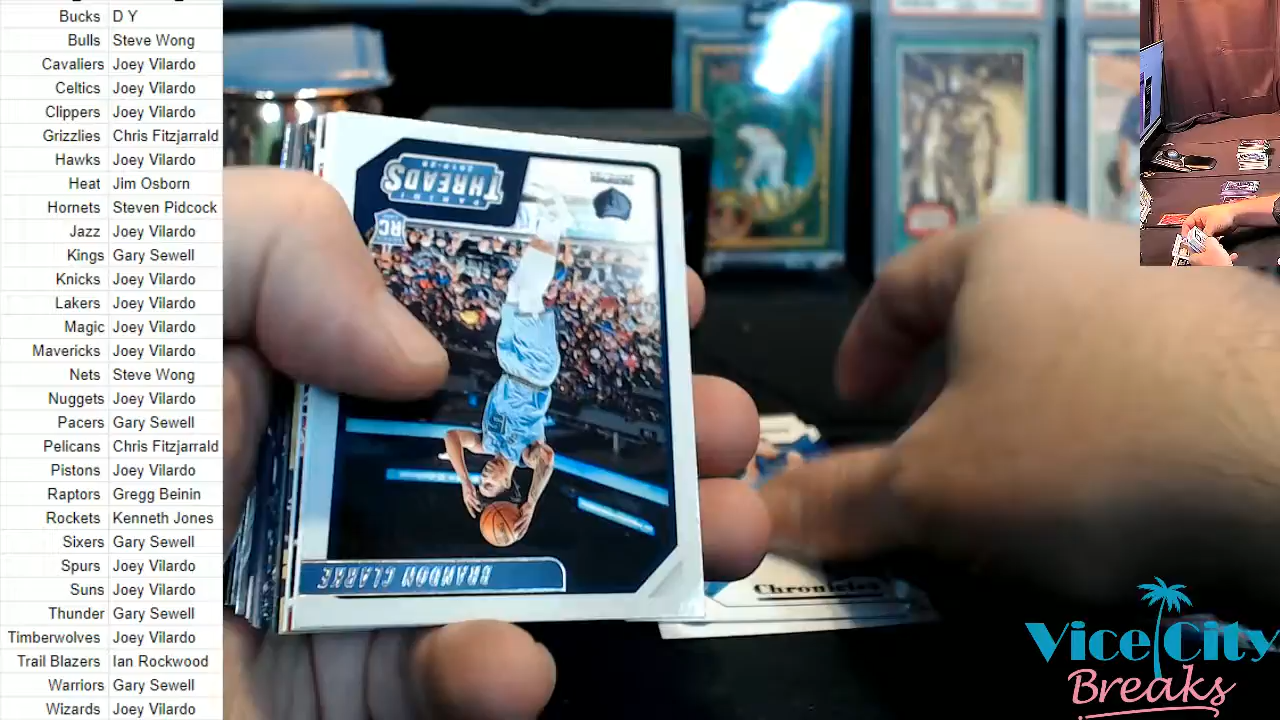 Bucks D Y
Bulls Steve Wong
Cavaliers Joey Vilardo
Celtics Joey Vilardo
Clippers Joey Vilardo
Grizzlies Chris Fitzjarrald
Hawks Joey Vilardo
Heat Jim Osborn
Hornets Steven Pidcock
Jazz Joey Vilardo
Kings Gary Sewell
Knicks Joey Vilardo
Lakers Joey Vilardo
Magic Joey Vilardo
Mavericks Joey Vilardo
Nets Steve Wong
Nuggets Joey Vilardo
Pacers Gary Sewell
Pelicans Chris Fitzjarrald
Pistons Joey Vilardo
Raptors Gregg Beinin
Rockets Kenneth Jones
Sixers Gary Sewell
Spurs Joey Vilardo
Suns Joey Vilardo
Thunder Gary Sewell
Timberwolves Joey Vilardo
Trail Blazers Ian Rockwood
Warriors Gary Sewell
Wizards Joey Vilardo
PANINI
THREADS
2019-20
RC
BRANDON CLARKE
Chronicles
Vice City
Breaks